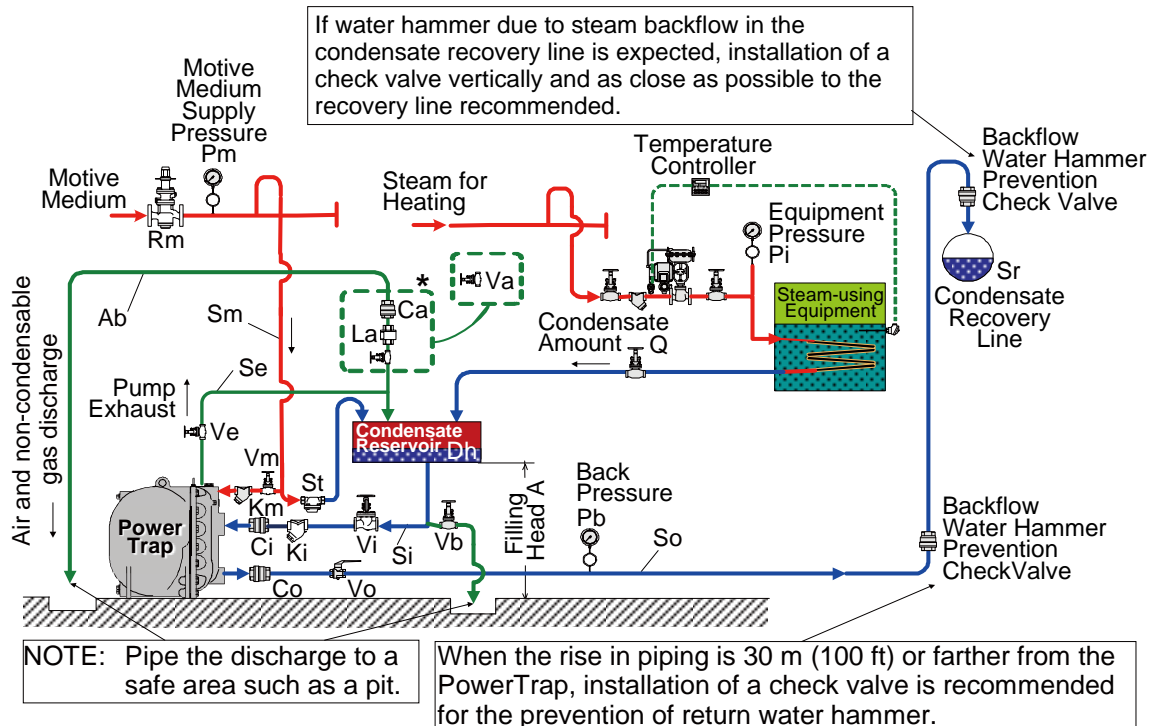 If water hammer due to steam backflow in the
condensate recovery line is expected, installation of a
check valve vertically and as close as possible to the
recovery line recommended.
Motive
Medium
Supply
Pressure
Pm
Motive
Medium
Rm
Steam for
Heating
Temperature
Controller
Equipment
Pressure
Pi
Backflow
Water Hammer
Prevention
Check Valve
Sr
Condensate
Recovery
Line
Steam-using
Equipment
Air and non-condensable
gas discharge
Ab
Sm
*
Va
Ca
La
Condensate
Amount
Q
Se
Pump
Exhaust
Ve
Condensate
Reservoir
Dh
Vm
Km
St
Power
Trap
Ci
Ki
Vi
Si
Vb
Filling
Head A
Back
Pressure
Pb
So
Co
Vo
Backflow
Water Hammer
Prevention
CheckValve
NOTE: Pipe the discharge to a
safe area such as a pit.
When the rise in piping is 30 m (100 ft) or farther from the
PowerTrap, installation of a check valve is recommended
for the prevention of return water hammer.